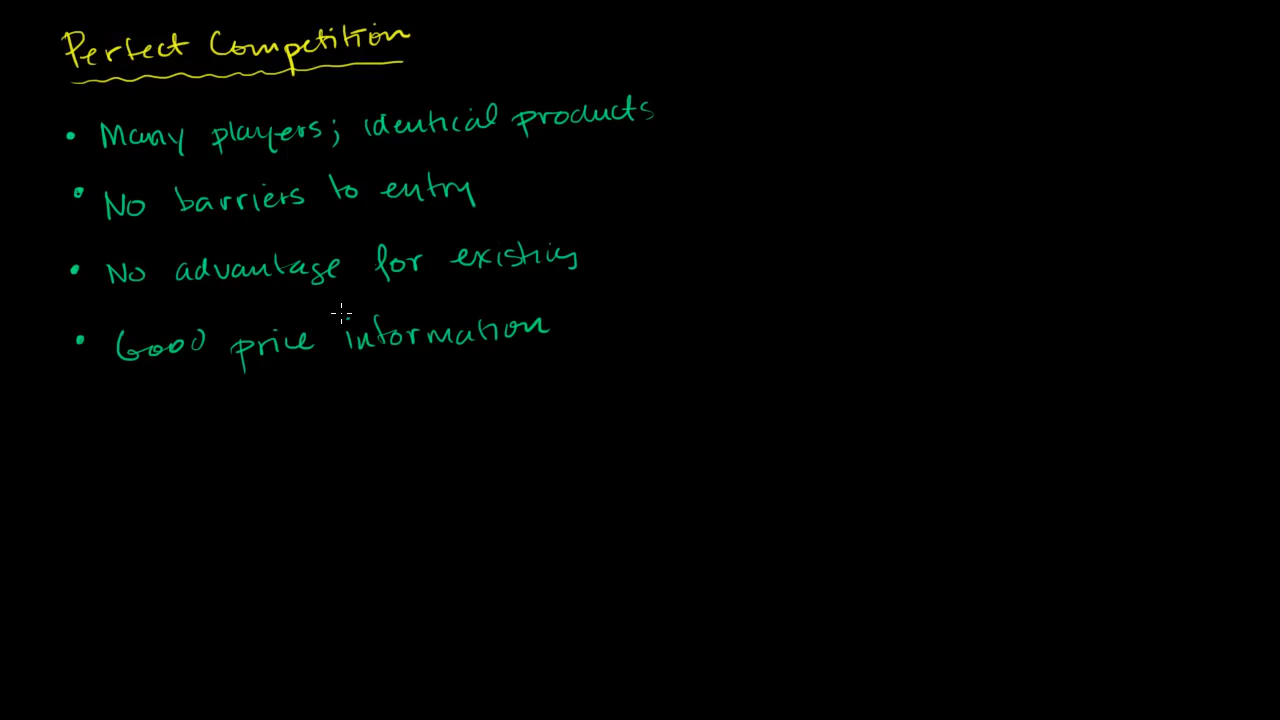 Perfect Competition
• Many players; identical products
• No barriers to entry
• No advantage for existing
• Good price information